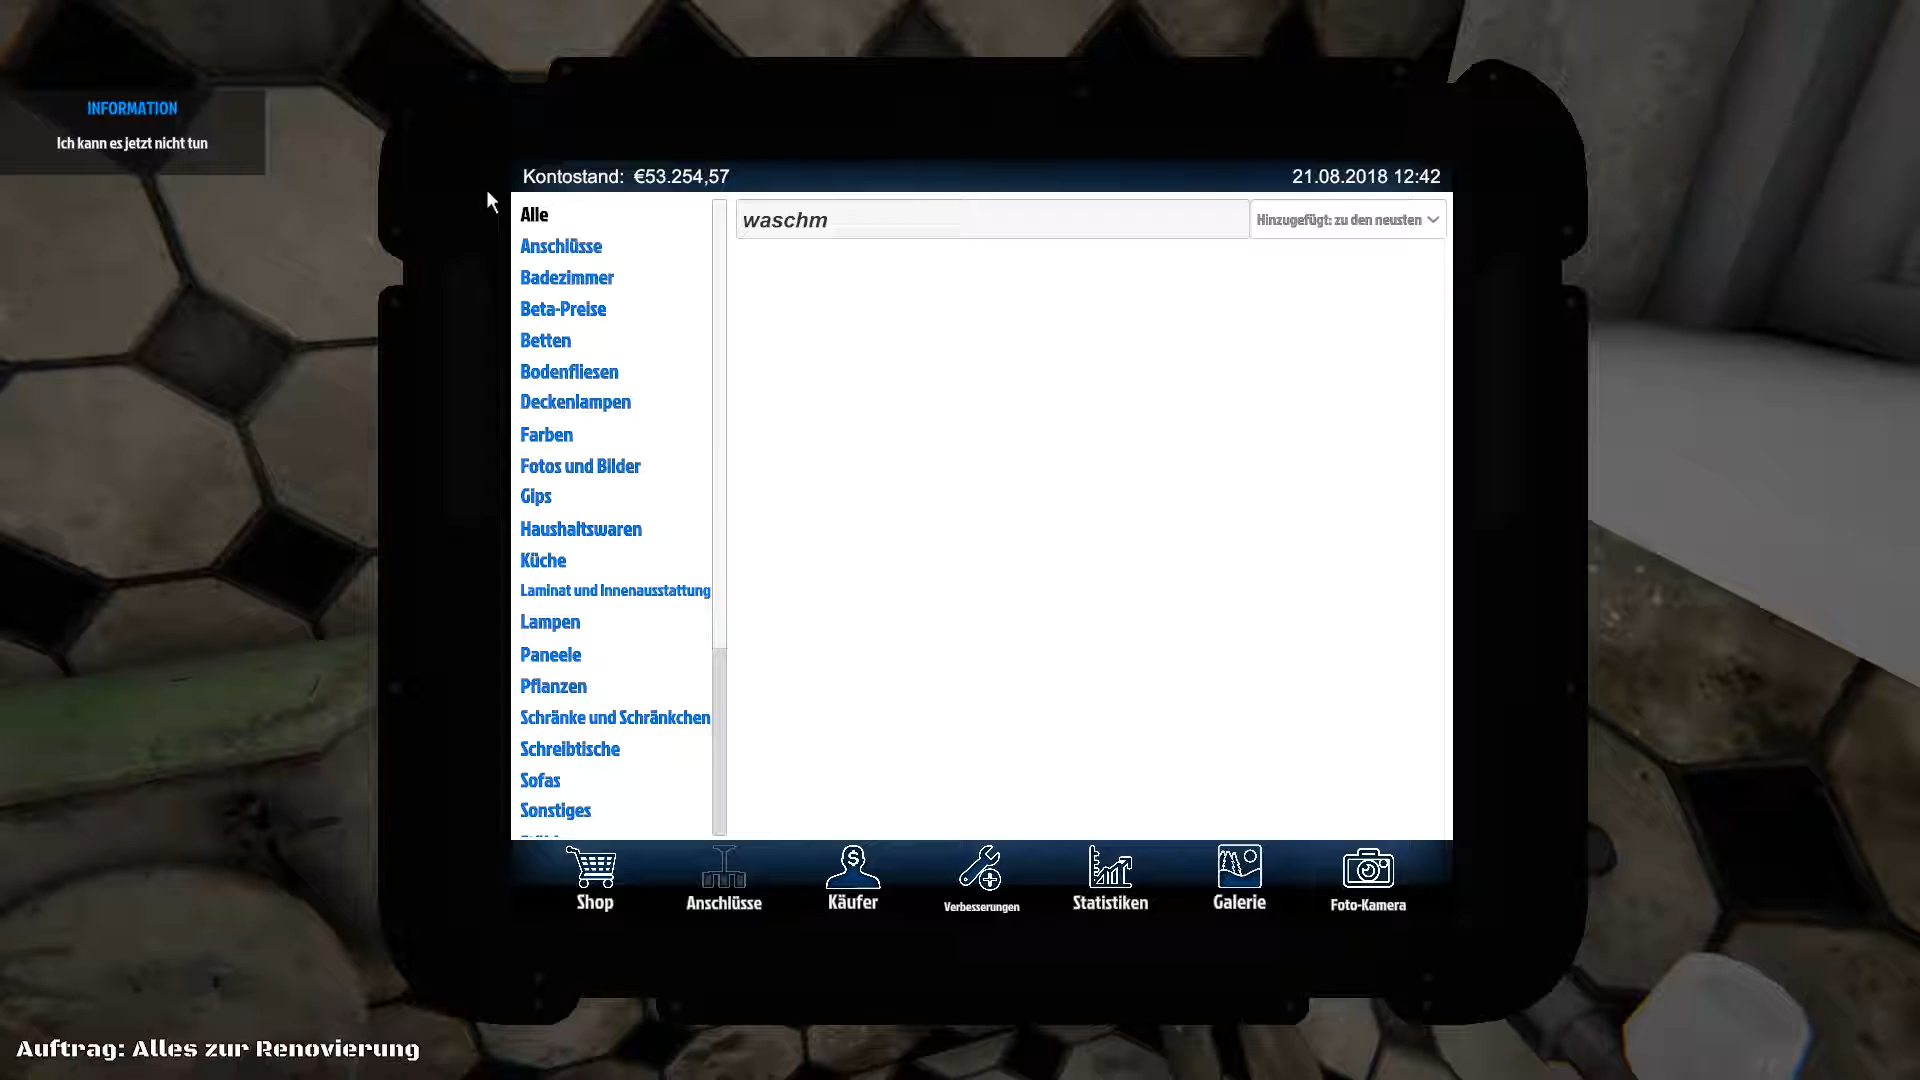 INFORMATION
Ich kann es jetzt nicht tun
Kontostand: €53.254,57
21.08.2018 12:42
Alle
Anschlüsse
Badezimmer
Beta-Preise
Betten
Bodenfliesen
Deckenlampen
Farben
Fotos und Bilder
Gips
Haushaltswaren
Küche
Laminat und Innenausstattung
Lampen
Paneele
Pflanzen
Schränke und Schränkchen
Schreibtische
Sofas
Sonstiges
waschm
Hinzugefügt: zu den neusten
Shop
Anschlüsse
Käufer
Verbesserungen
Statistiken
Galerie
Foto-Kamera
Auftrag: Alles zur Renovierung